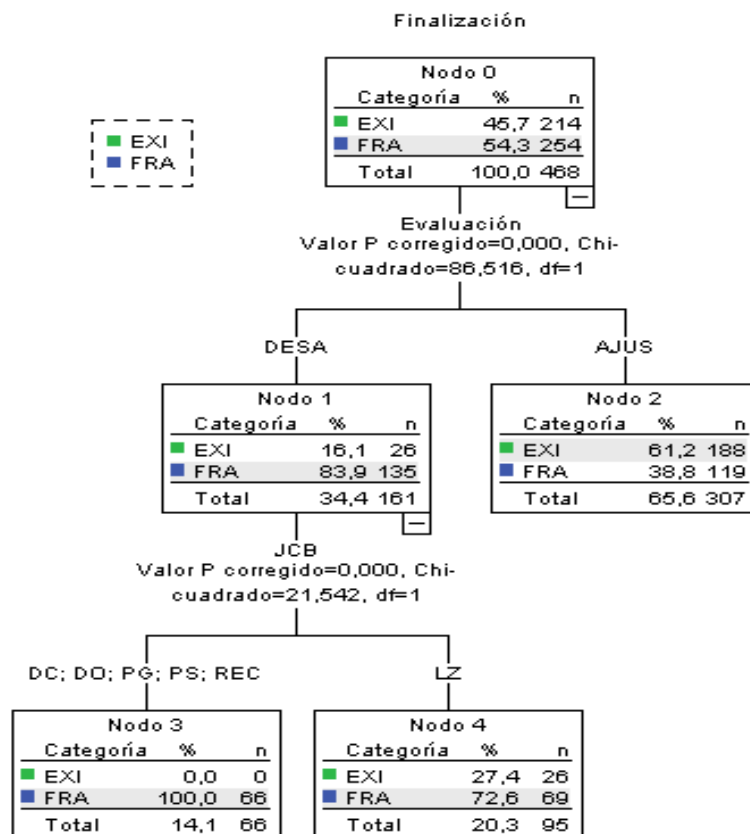 Finalización
Nodo 0
Categoría % n
EXI 45,7 214
FRA 54,3 254
Total 100,0 468
EXI
FRA
Evaluación
Valor P corregido=0,000, Chi-
cuadrado=86,516, df=1
DESA
AJUS
Nodo 1
Categoría % n
EXI 16,1 26
FRA 83,9 135
Total 34,4 161
Nodo 2
Categoría % n
EXI 61,2 188
FRA 38,8 119
Total 65,6 307
JCB
Valor P corregido=0,000, Chi-
cuadrado=21,542, df=1
DC; DO; PG; PS; REC
LZ
Nodo 3
Categoría % n
EXI 0,0 0
FRA 100,0 66
Total 14,1 66
Nodo 4
Categoría % n
EXI 27,4 26
FRA 72,6 69
Total 20,3 95